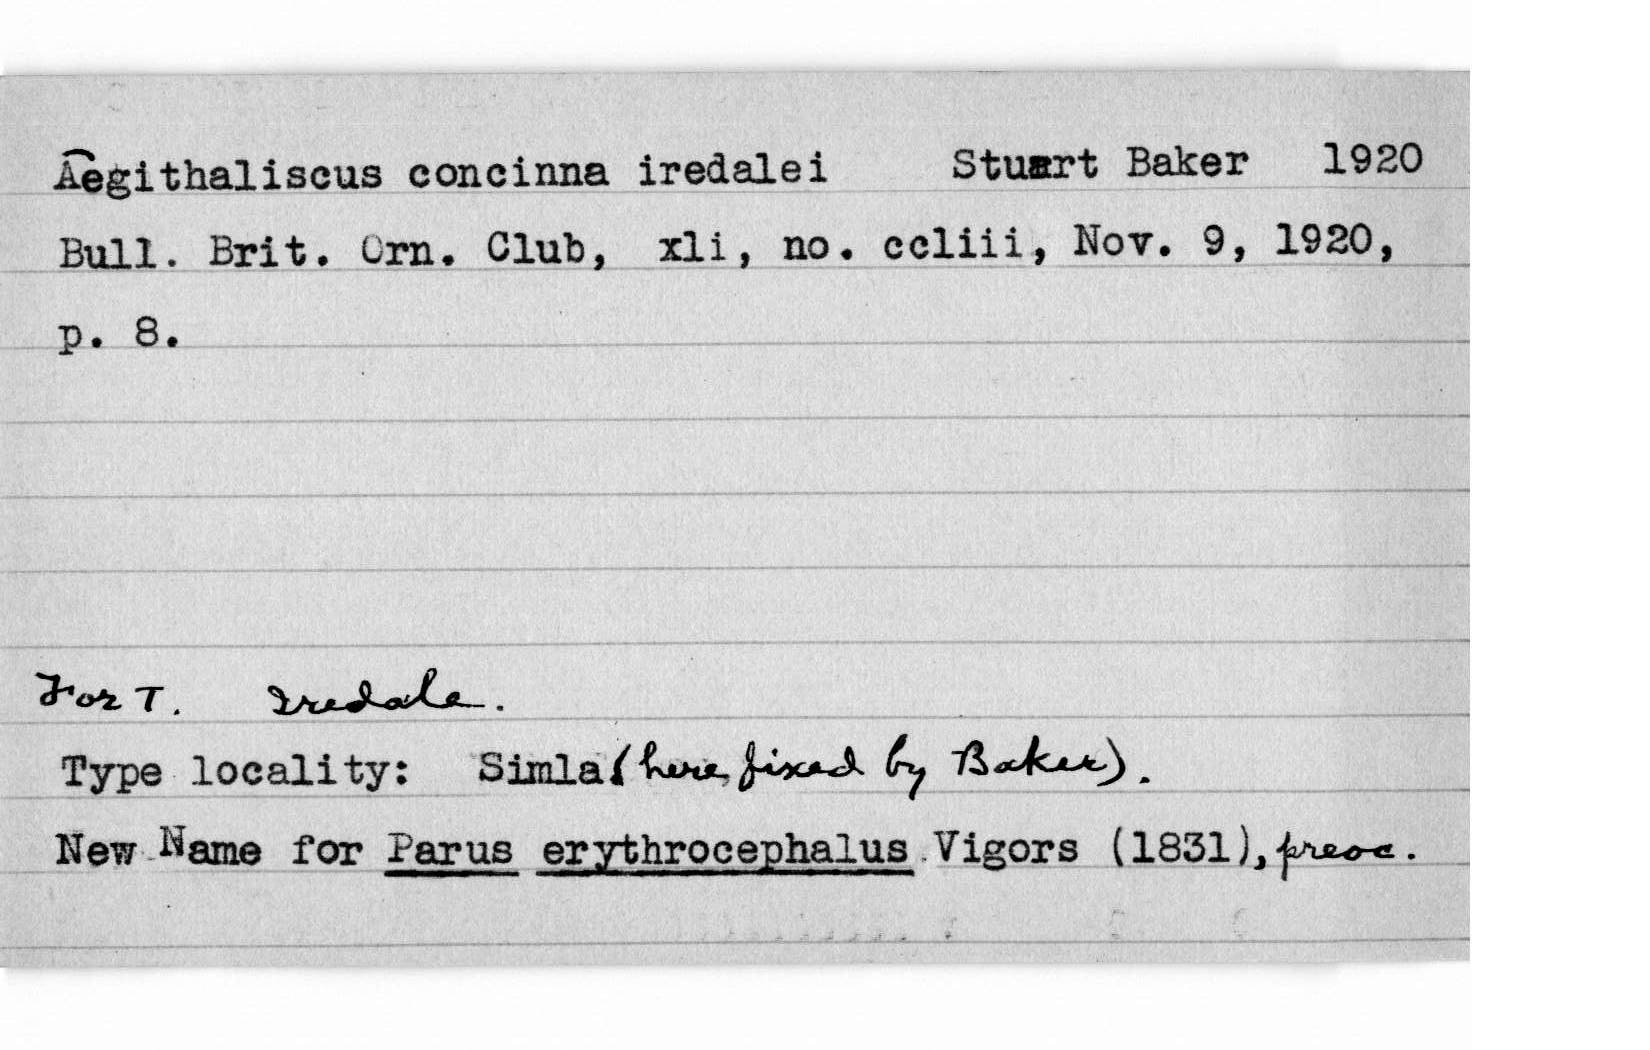 Aegithaliscus concinna iredalei Stuart Baker 1920
Bull. Brit. Orn. Club, xli, no. ccliii, Nov. 9, 1920,
p. 8.
For T. Iredale.
Type locality: Simla (here fixed by Baker).
New Name for Parus erythrocephalus Vigors (1831), preoc.